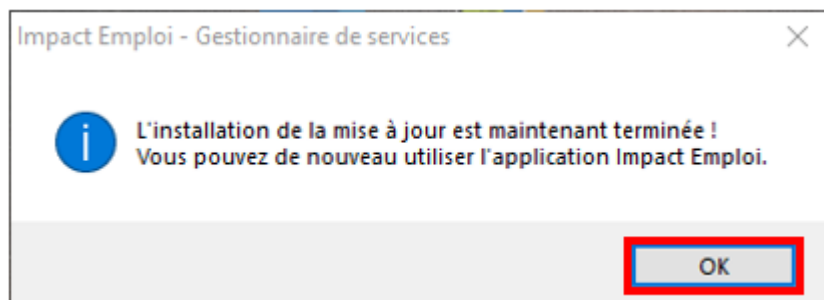 Impact Emploi - Gestionnaire de services
L'installation de la mise à jour est maintenant terminée !
Vous pouvez de nouveau utiliser l'application Impact Emploi.
OK